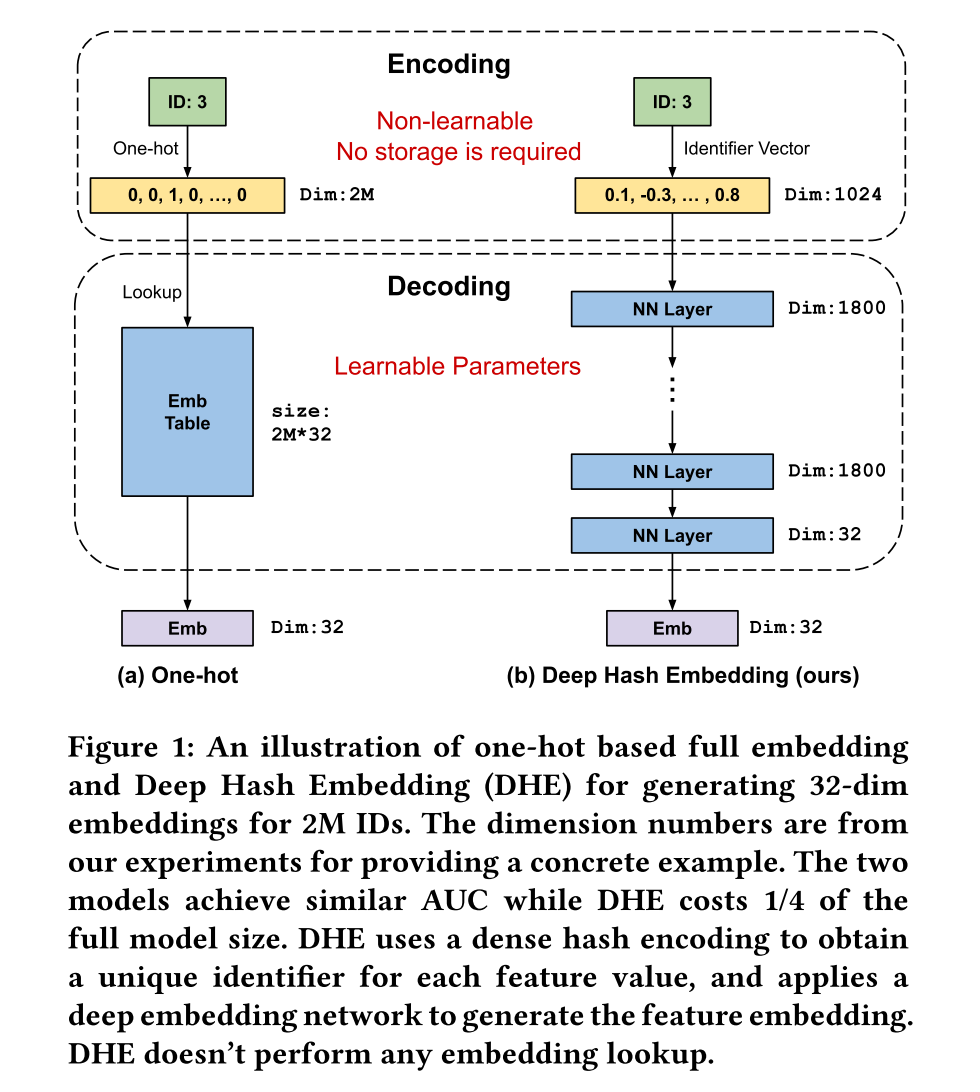 Encoding
ID: 3
ID: 3
Non-learnable
No storage is required
One-hot
Identifier Vector
0, 0, 1, 0, …, 0
Dim:2M
0.1, -0.3, … , 0.8
Dim:1024
Decoding
Lookup
NN Layer
Dim:1800
Learnable Parameters
Emb
Table
size:
2M*32
NN Layer
Dim:1800
NN Layer
Dim:32
Emb
Dim:32
Emb
Dim:32
(a) One-hot
(b) Deep Hash Embedding (ours)
Figure 1: An illustration of one-hot based full embedding
and Deep Hash Embedding (DHE) for generating 32-dim
embeddings for 2M IDs. The dimension numbers are from
our experiments for providing a concrete example. The two
models achieve similar AUC while DHE costs 1/4 of the
full model size. DHE uses a dense hash encoding to obtain
a unique identifier for each feature value, and applies a
deep embedding network to generate the feature embedding.
DHE doesn’t perform any embedding lookup.